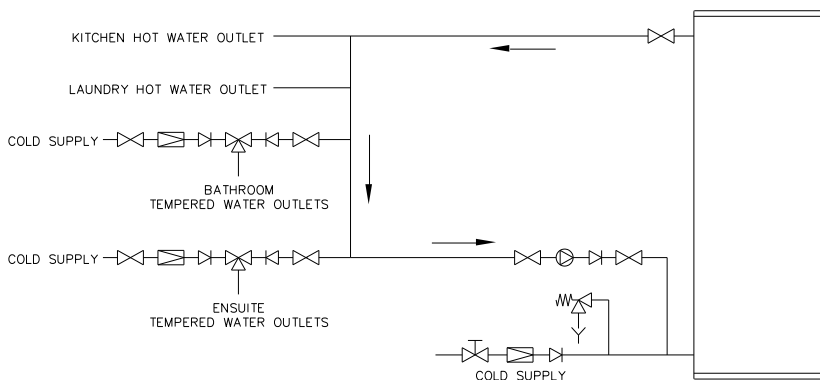 KITCHEN HOT WATER OUTLET
LAUNDRY HOT WATER OUTLET
COLD SUPPLY
BATHROOM
TEMPERED WATER OUTLETS
COLD SUPPLY
ENSUITE
TEMPERED WATER OUTLETS
COLD SUPPLY